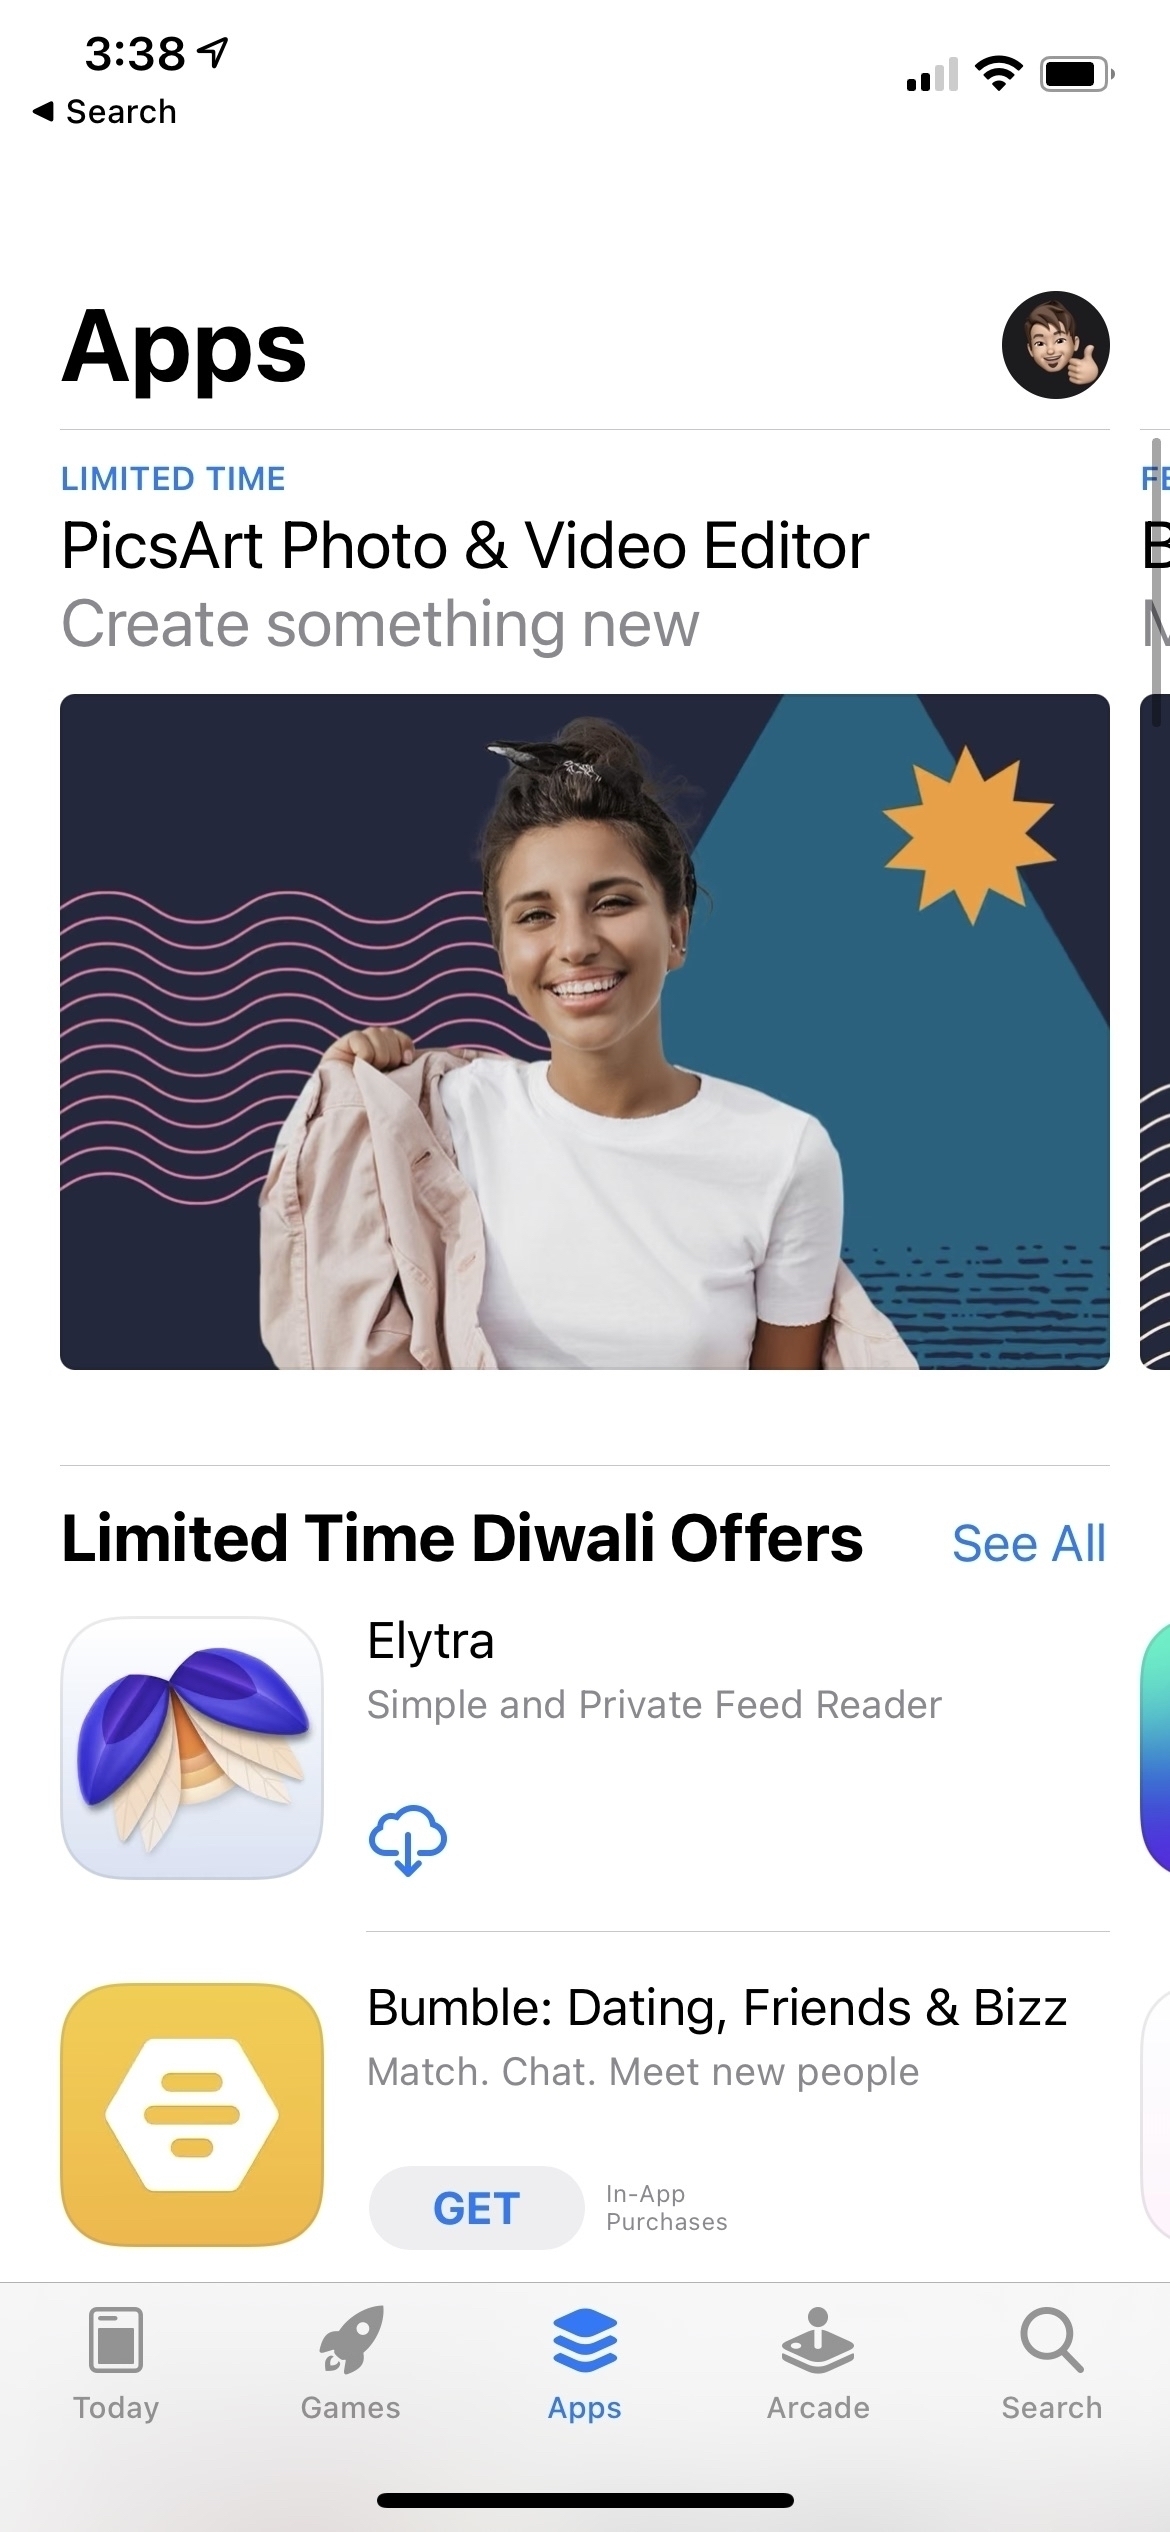 3:38
Search
Apps
LIMITED TIME
PicsArt Photo & Video Editor
Create something new
Limited Time Diwali Offers
See All
Elytra
Simple and Private Feed Reader
Bumble: Dating, Friends & Bizz
Match. Chat. Meet new people
GET
In-App
Purchases
Today
Games
Apps
Arcade
Search